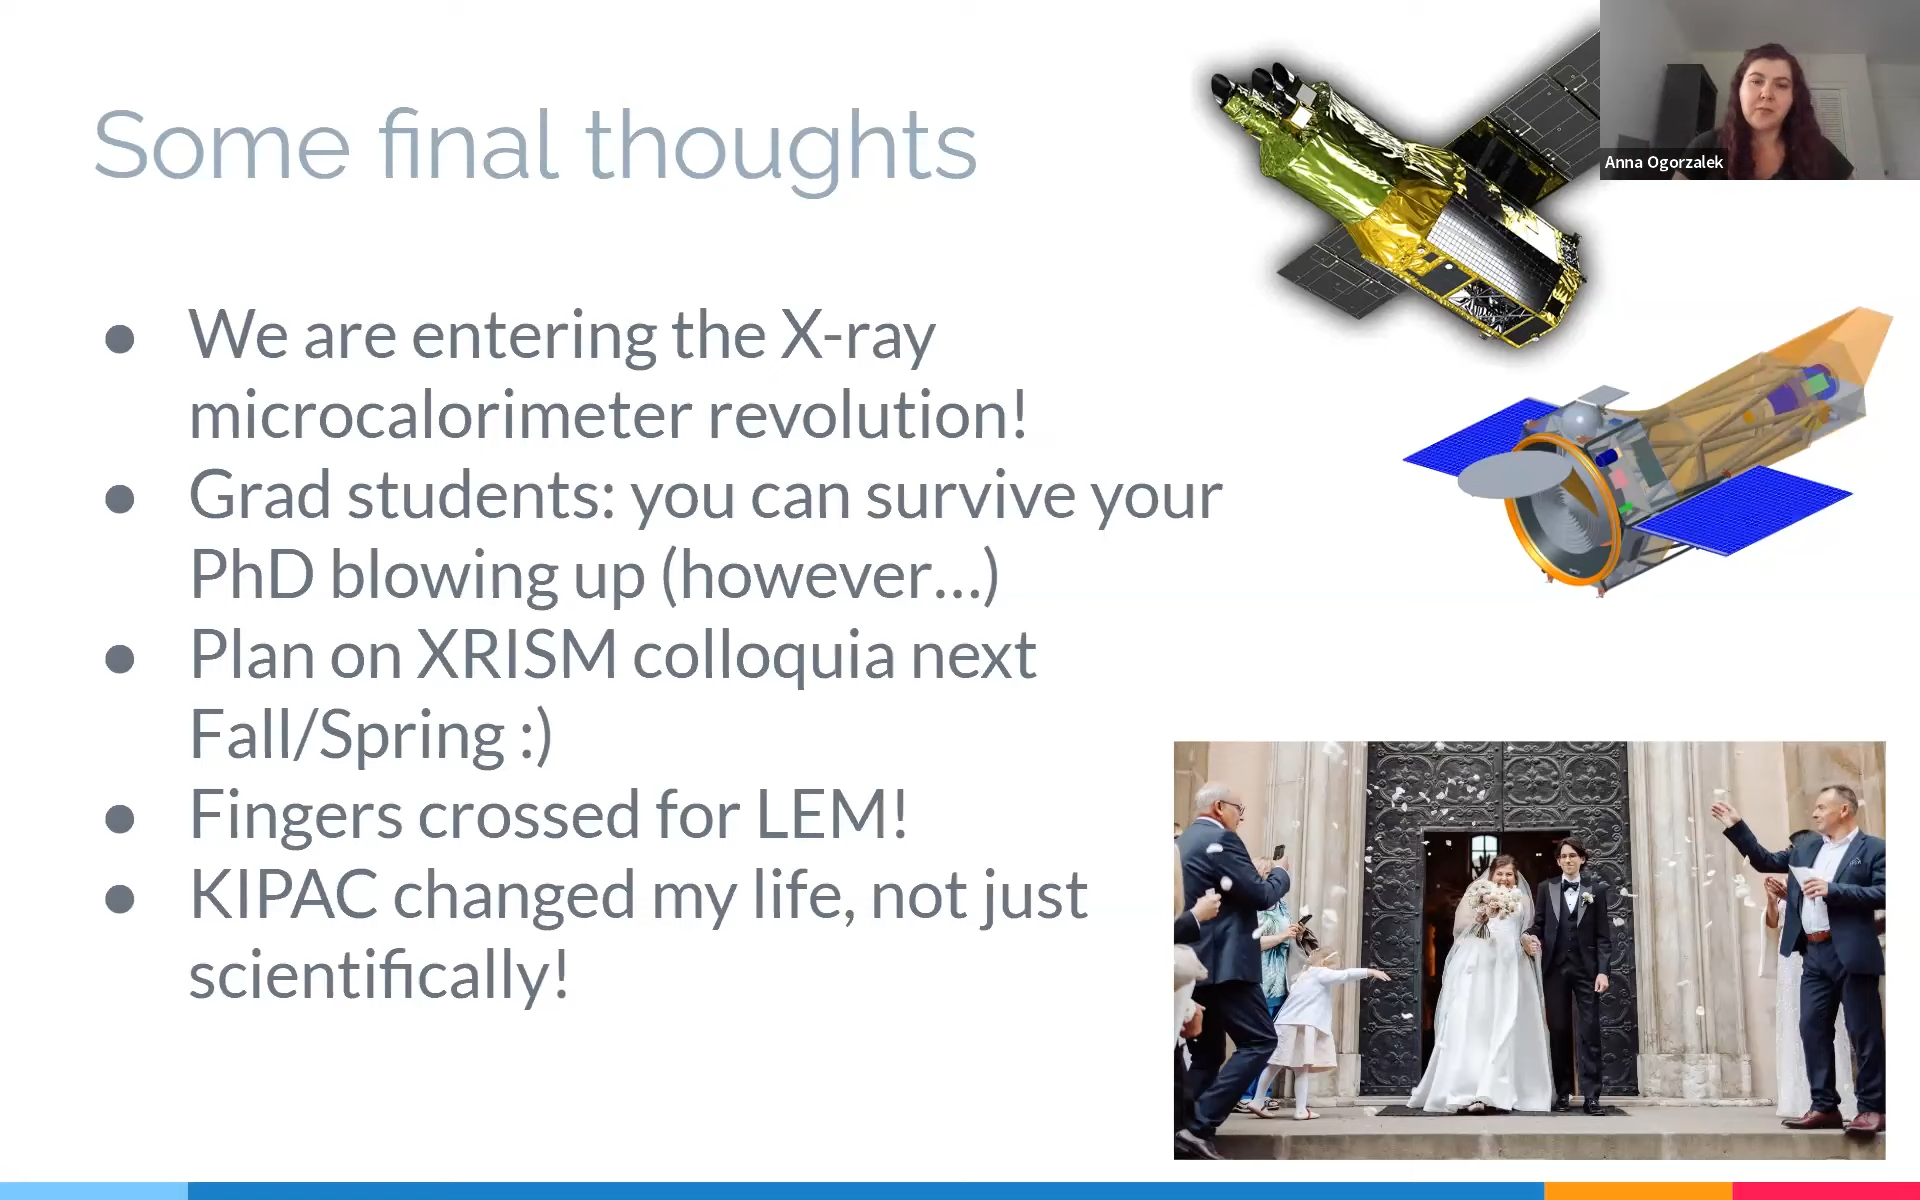 Some final thoughts
Anna Ogorzalek
● We are entering the X-ray
microcalorimeter revolution!
● Grad students: you can survive your
PhD blowing up (however...)
● Plan on XRISM colloquia next
Fall/Spring :)
● Fingers crossed for LEM!
● KIPAC changed my life, not just
scientifically!